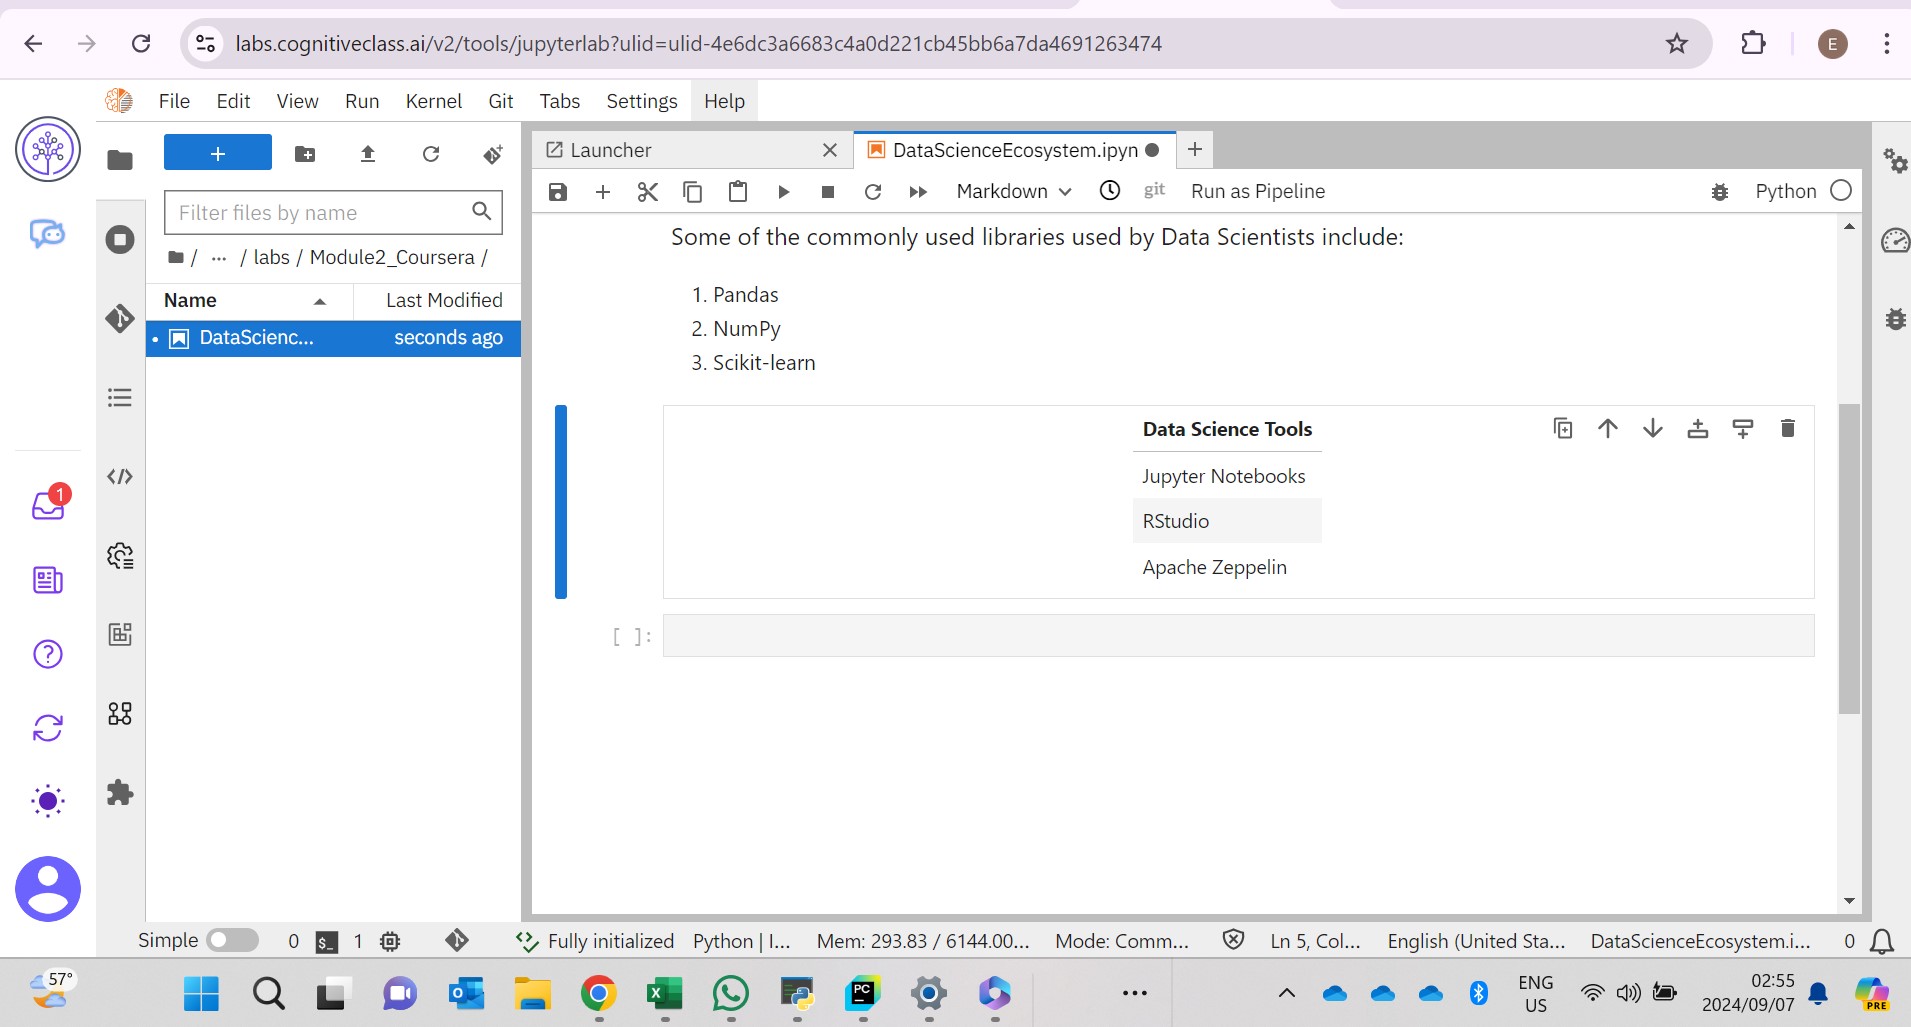 labs.cognitiveclass.ai/v2/tools/jupyterlab?ulid=ulid-4e6dc3a6683c4a0d221cb45bb6a7da4691263474
E
File Edit View Run Kernel Git Tabs Settings Help
+
Launcher
DataScienceEcosystem.ipyn
Filter files by name
Markdown
git
Run as Pipeline
Python
/ ... / labs / Module2_Coursera /
Name
Last Modified
DataScienc...
seconds ago
Some of the commonly used libraries used by Data Scientists include:
1. Pandas
2. NumPy
3. Scikit-learn
Data Science Tools
Jupyter Notebooks
RStudio
Apache Zeppelin
[ ]:
1
Simple
0
$_
1
Fully initialized
Python | I...
Mem: 293.83 / 6144.00...
Mode: Comm...
Ln 5, Col...
English (United Sta...
DataScienceEcosystem.i...
0
57°
PC
ENG
US
02:55
2024/09/07
PRE